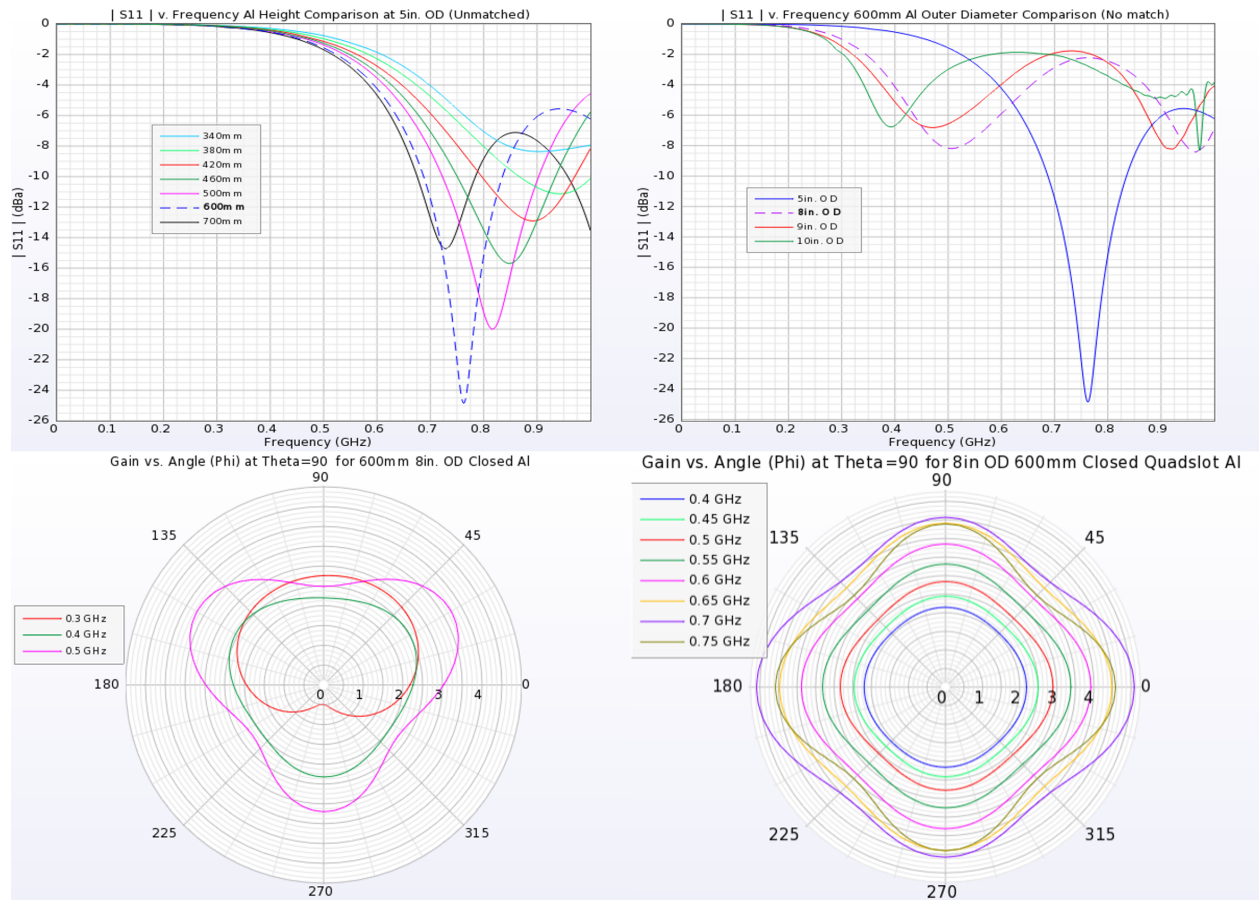 | S11 | v. Frequency Al Height Comparison at 5in. OD (Unmatched)
0
-2
-4
-6
-8
-10
-12
-14
-16
-18
-20
-22
-24
-26
| S11 | (dBa)
340mm
380mm
420mm
460mm
500mm
600mm
700mm
0 0.1 0.2 0.3 0.4 0.5 0.6 0.7 0.8 0.9
Frequency (GHz)
| S11 | v. Frequency 600mm Al Outer Diameter Comparison (No match)
0
-2
-4
-6
-8
-10
-12
-14
-16
-18
-20
-22
-24
-26
| S11 | (dBa)
5in. OD
8in. OD
9in. OD
10in. OD
0 0.1 0.2 0.3 0.4 0.5 0.6 0.7 0.8 0.9
Frequency (GHz)
Gain vs. Angle (Phi) at Theta=90 for 600mm 8in. OD Closed Al
90
135 45
0.3 GHz
0.4 GHz
0.5 GHz
180 0 1 2 3 4 0
225 315
270
Gain vs. Angle (Phi) at Theta=90 for 8in OD 600mm Closed Quadslot Al
90
0.4 GHz
0.45 GHz
0.5 GHz
0.55 GHz
0.6 GHz
0.65 GHz
0.7 GHz
0.75 GHz
135 45
180 0 1 2 3 4 0
225 315
270